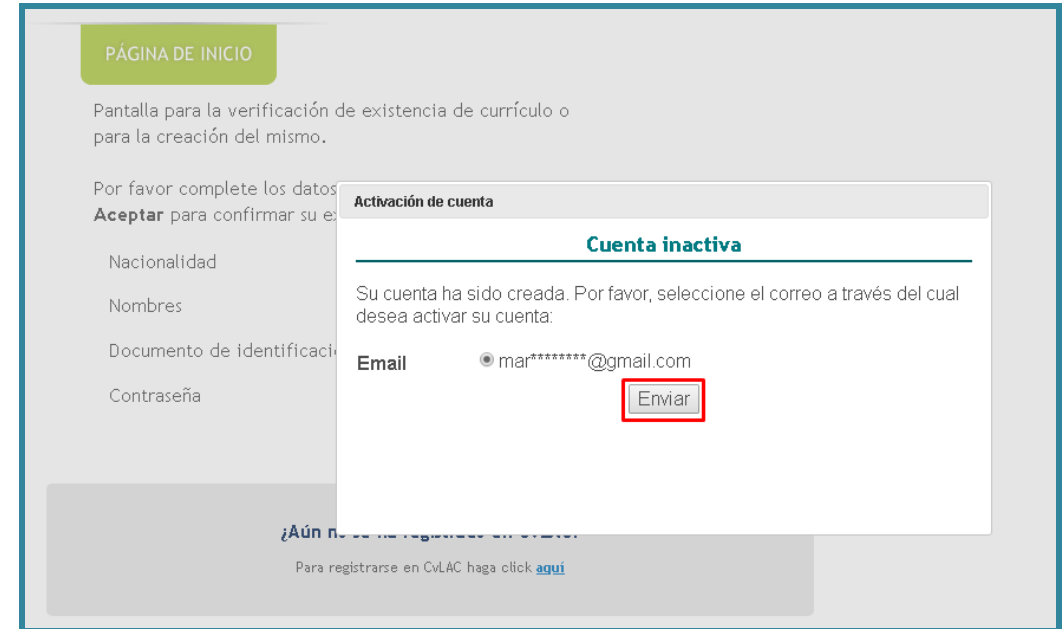 PÁGINA DE INICIO
Pantalla para la verificación de existencia de currículo o
para la creación del mismo.
Por favor complete los datos
Aceptar para confirmar su
Nacionalidad
Nombres
Documento de
Contraseña
Activación de cuenta
Cuenta inactiva
Su cuenta ha sido creada. Por favor, seleccione el correo a través del cual
desea activar su cuenta:
Email mar********@gmail.com
Enviar
¿Aún
Para registrarse en CvLAC haga click aquí